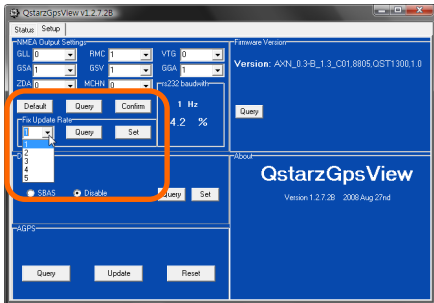 QstarzGpsView v1.2.7.2B
Status Setup
NMEA Output Settings
GLL 0 RMC 1 VTG 0
GSA 1 GSV 1 GGA 1
ZDA 0 MCHN 0
rs232 baudwith
1 Hz
4.2 %
Default Query Confirm
Fix Update Rate
1 Query Set
1
2
3
4
5
SBAS Disable Query Set
AGPS
Query Update Reset
Firmware Version
Version: AXN_0.3-B_1.3_C01,8805,QST1300,1.0
Query
About
QstarzGpsView
Version 1.2.7.2B 2008 Aug 27nd